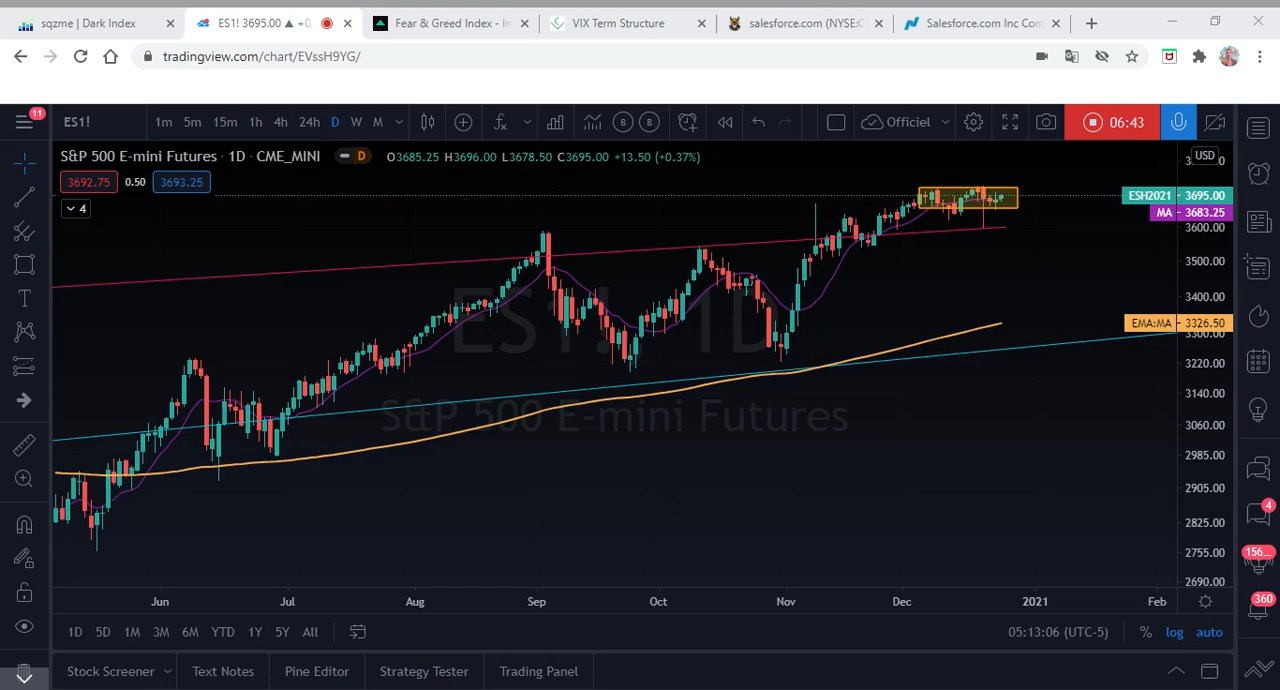 sqzme | Dark Index
ES1! 3695.00 ▲ +0.
Fear & Greed Index - In
VIX Term Structure
salesforce.com (NYSE:C
Salesforce.com Inc Com
tradingview.com/chart/EVssH9YG/
11
ES1!
1m 5m 15m 1h 4h 24h D W M
B B
Officiel
06:43
S&P 500 E-mini Futures · 1D · CME_MINI
D
O3685.25 H3696.00 L3678.50 C3695.00 +13.50 (+0.37%)
USD
3692.75 0.50 3693.25
4
ES1! 1D
S&P 500 E-mini Futures
ESH2021 3695.00
MA 3683.25
3600.00
3500.00
3400.00
EMA:MA 3326.50
3300.00
3220.00
3140.00
3060.00
2985.00
2905.00
2825.00
2755.00
2690.00
4
156...
360
Jun Jul Aug Sep Oct Nov Dec 2021 Feb
1D 5D 1M 3M 6M YTD 1Y 5Y All
05:13:06 (UTC-5) % log auto
Stock Screener Text Notes Pine Editor Strategy Tester Trading Panel